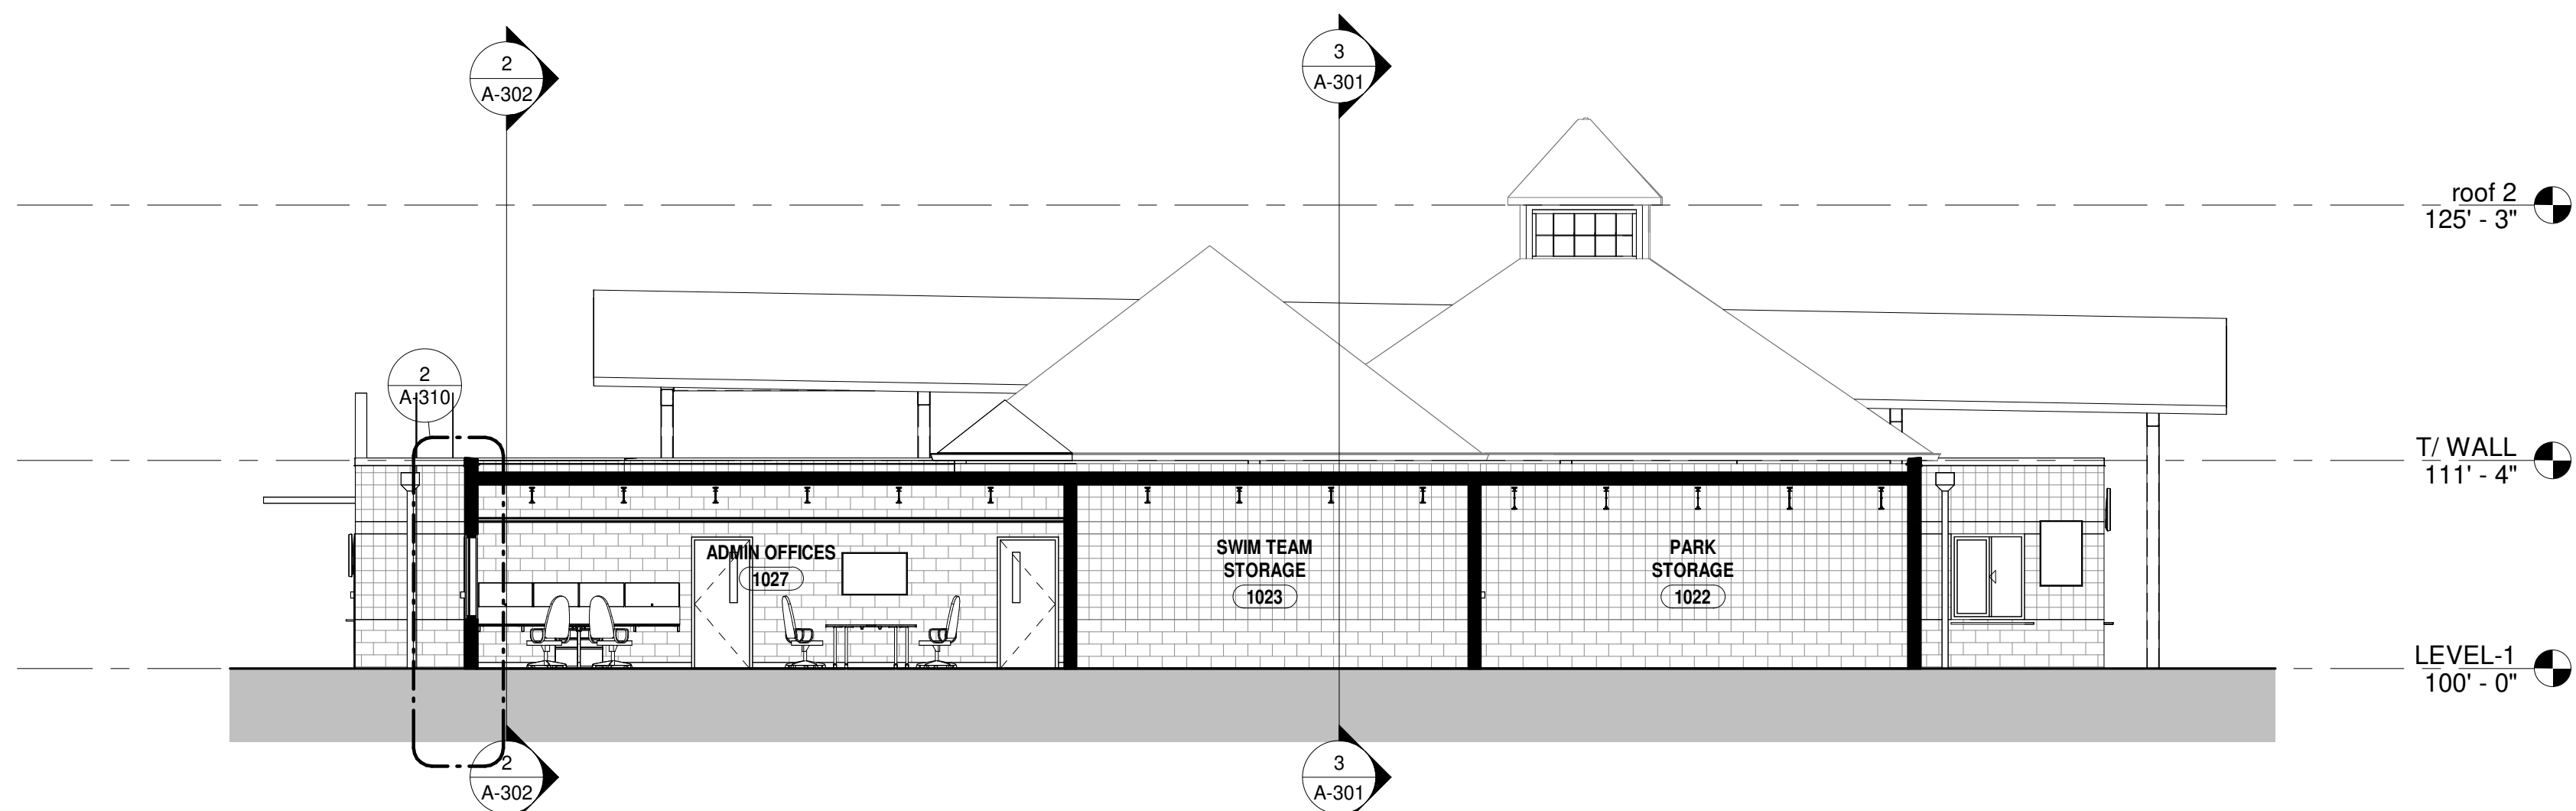 2
A-302
3
A-301
roof 2
125' - 3"
2
A-310
T/ WALL
111' - 4"
ADMIN OFFICES
1027
SWIM TEAM
STORAGE
1023
PARK
STORAGE
1022
LEVEL-1
100' - 0"
2
A-302
3
A-301